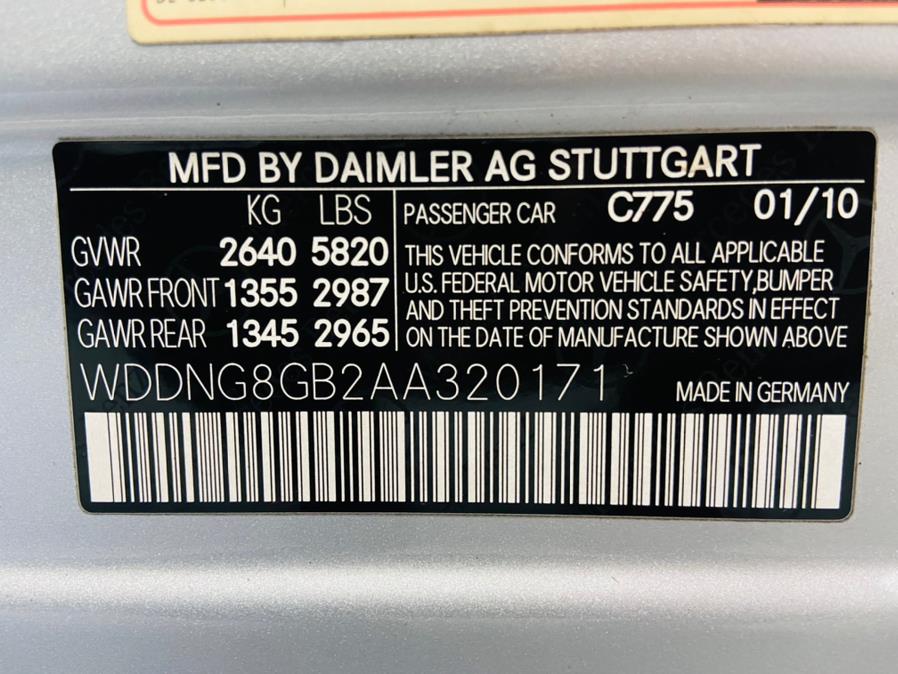 MFD BY DAIMLER AG STUTTGART
KG LBS
GVWR 2640 5820
GAWR FRONT 1355 2987
GAWR REAR 1345 2965
PASSENGER CAR C775 01/10
THIS VEHICLE CONFORMS TO ALL APPLICABLE
U.S. FEDERAL MOTOR VEHICLE SAFETY,BUMPER
AND THEFT PREVENTION STANDARDS IN EFFECT
ON THE DATE OF MANUFACTURE SHOWN ABOVE
WDDNG8GB2AA320171
MADE IN GERMANY